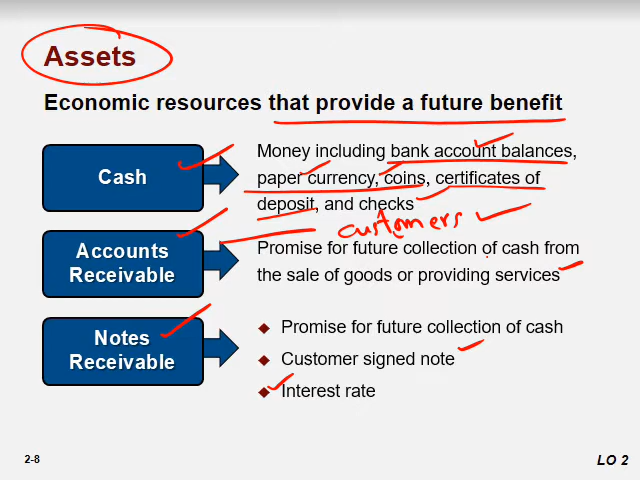 Assets
Economic resources that provide a future benefit
Cash
Money including bank account balances,
paper currency, coins, certificates of
deposit, and checks
customers
Accounts
Receivable
Promise for future collection of cash from
the sale of goods or providing services
Notes
Receivable
Promise for future collection of cash
Customer signed note
Interest rate
2-8
LO 2